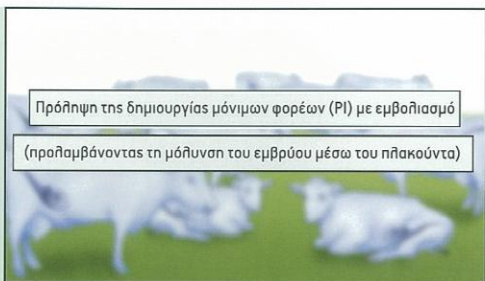 Πρόληψη της δημιουργίας μόνιμων φορέων (PI) με εμβολιασμό
(προλαμβάνοντας τη μόλυνση του εμβρύου μέσω του πλακούντα)